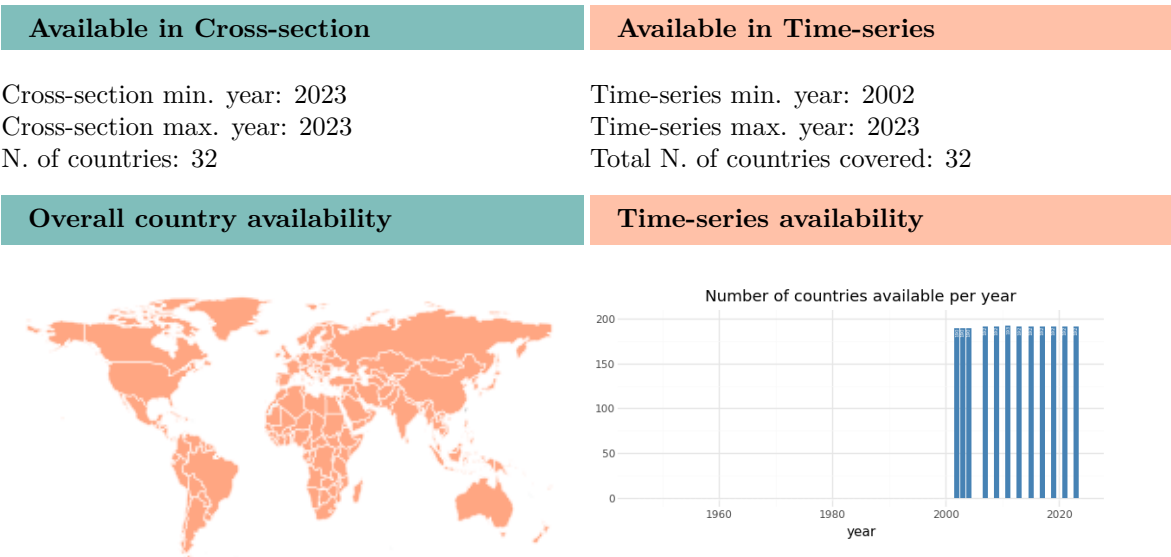 Available in Cross-section
Available in Time-series
Cross-section min. year: 2023
Cross-section max. year: 2023
N. of countries: 32
Time-series min. year: 2002
Time-series max. year: 2023
Total N. of countries covered: 32
Overall country availability
Time-series availability
Number of countries available per year
200
150
100
50
0
1960
1980
2000
2020
year